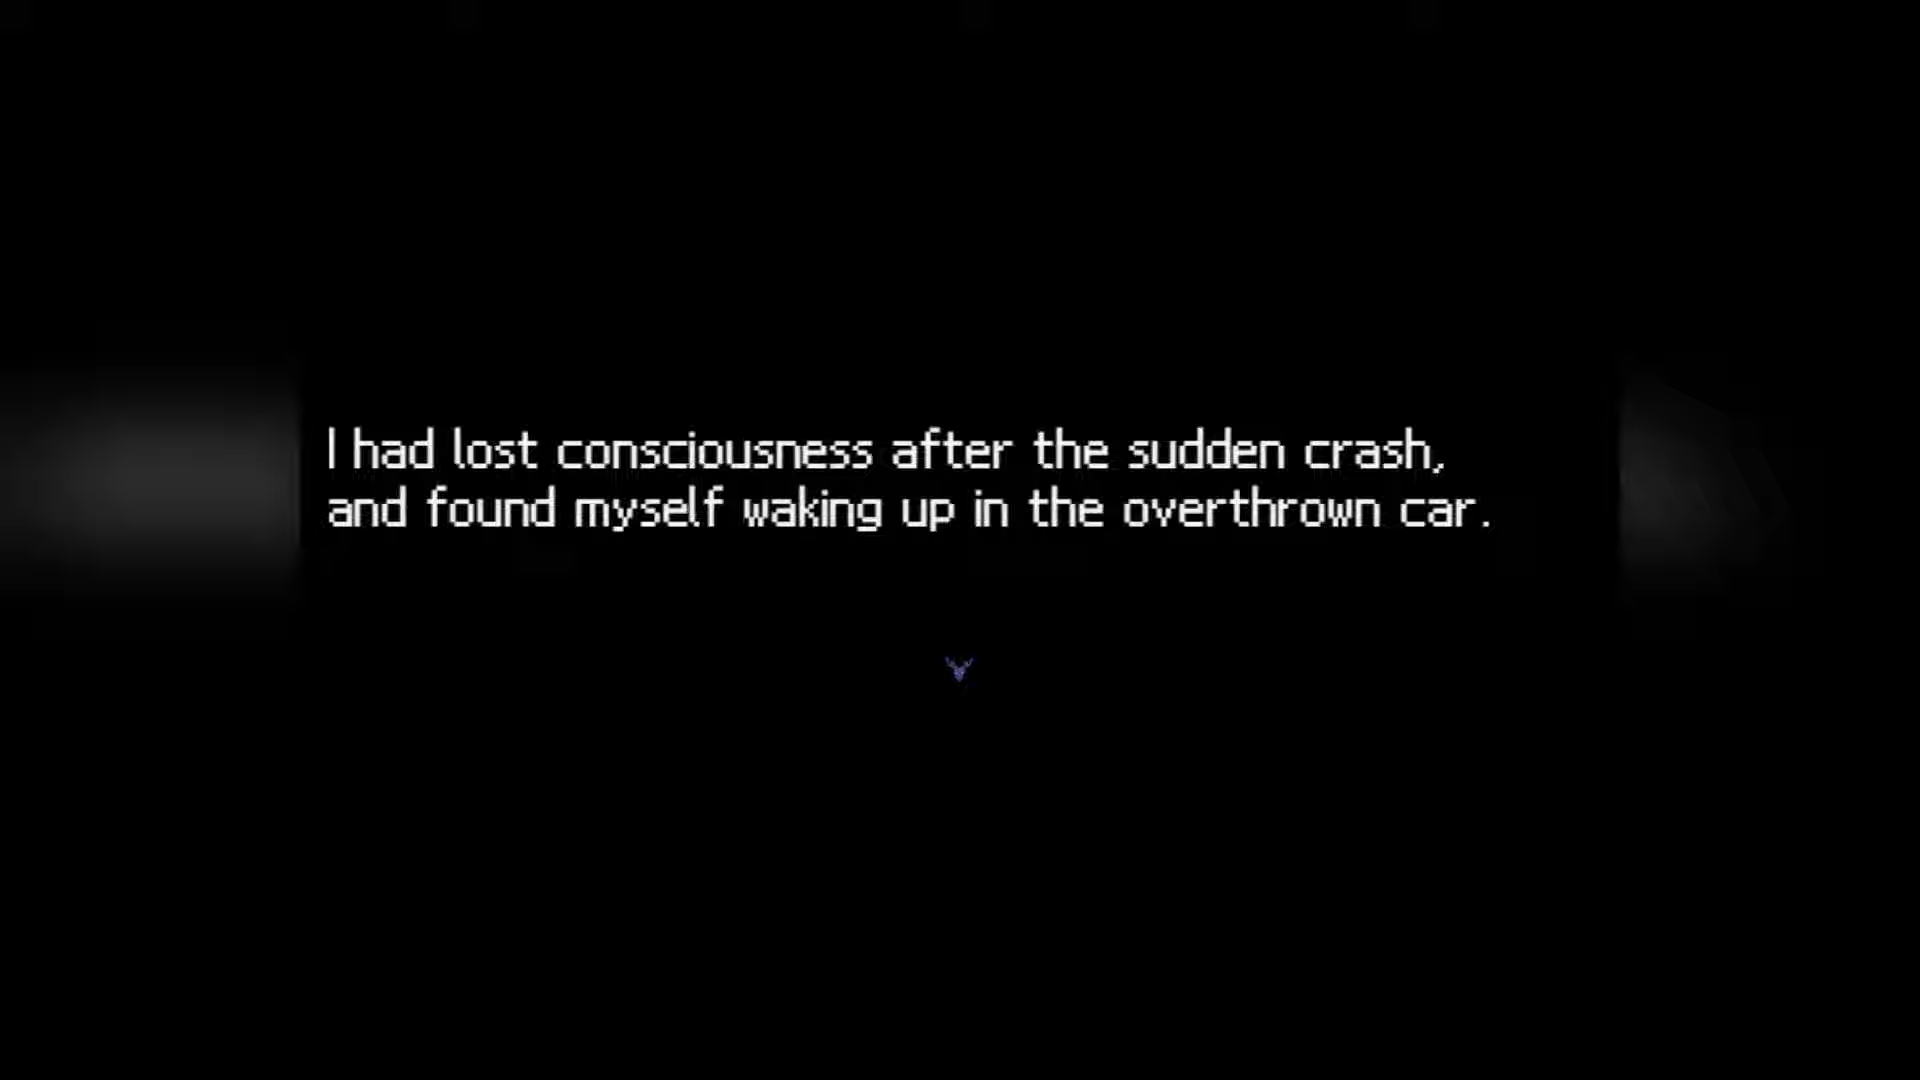 I had lost consciousness after the sudden crash,
and found myself waking up in the overthrown car.